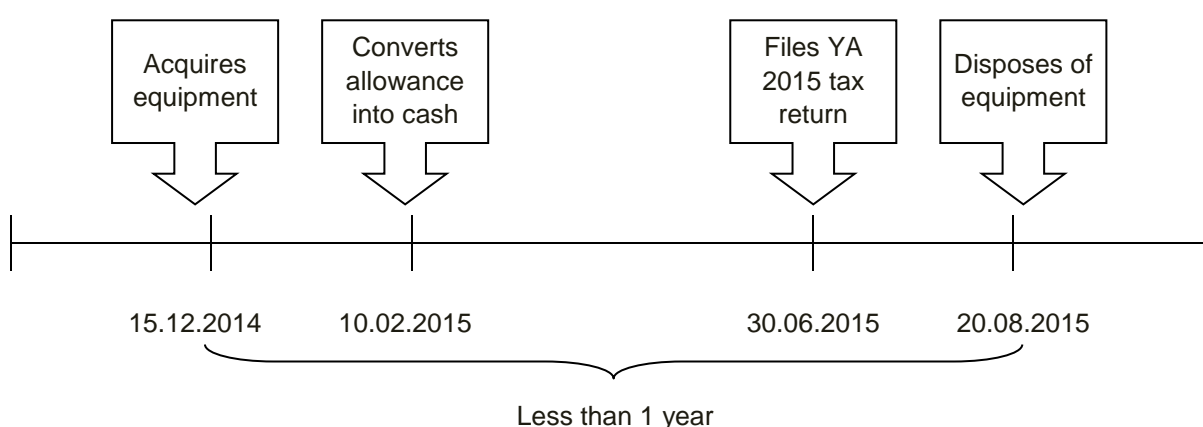 Acquires
equipment
Converts
allowance
into cash
Files YA
2015 tax
return
Disposes of
equipment
15.12.2014
10.02.2015
30.06.2015
20.08.2015
Less than 1 year